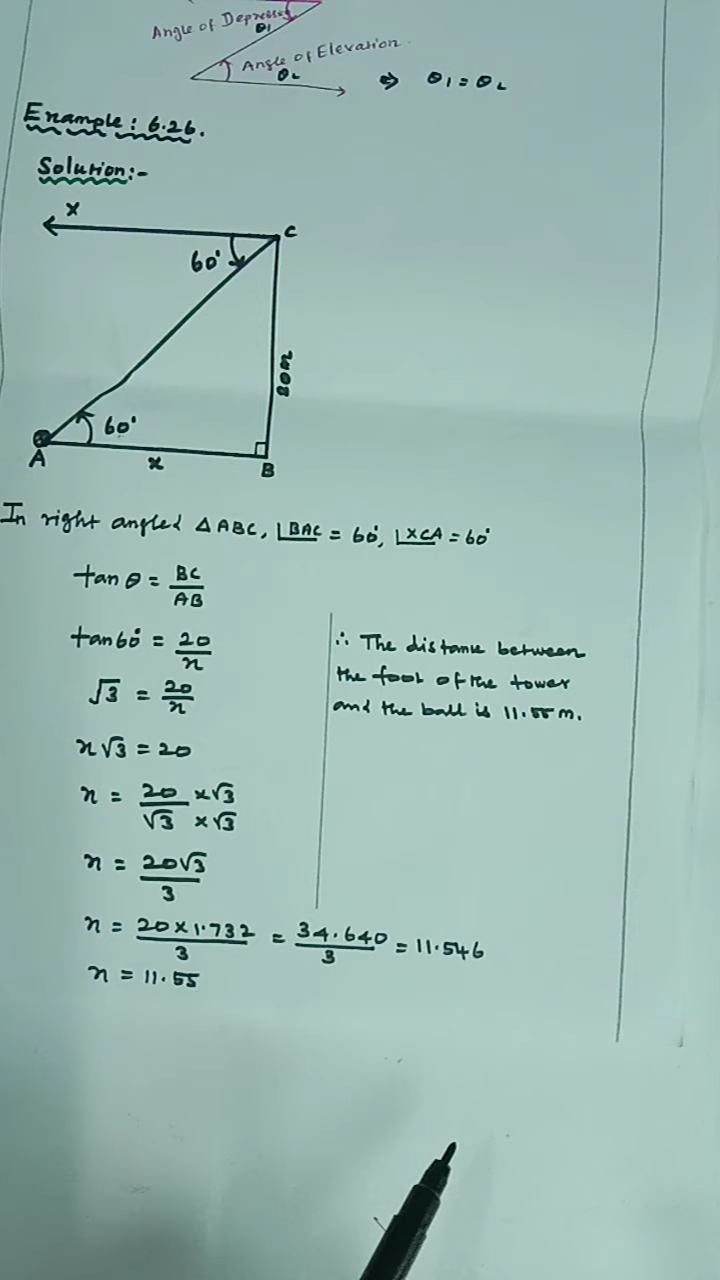 Angle of Depression
θ₁
Angle of Elevation
θ₂
⇒ θ₁ = θ₂
Example: 6.26.
Solution:-
X
C
60°
20m
60°
A
x
B
In right angled △ABC, ∠BAC = 60°, ∠XCA = 60°
tan θ = BC/AB
tan 60° = 20/x
√3 = 20/x
x√3 = 20
x = 20/√3 ×√3/×√3
x = 20√3/3
x = 20×1.732/3 = 34.640/3 = 11.546
x = 11.55
∴ The distance between
the foot of the tower
and the ball is 11.55 m.